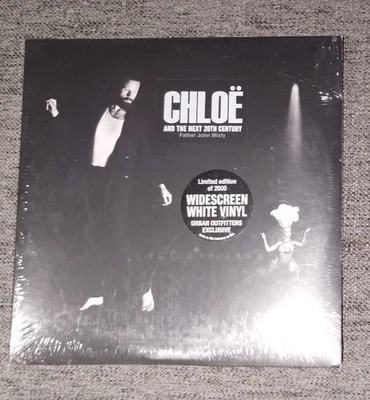 CHLOË
AND THE NEXT 20TH CENTURY
Father John Misty
Limited edition
of 2000
WIDESCREEN
WHITE VINYL
URBAN OUTFITTERS
EXCLUSIVE